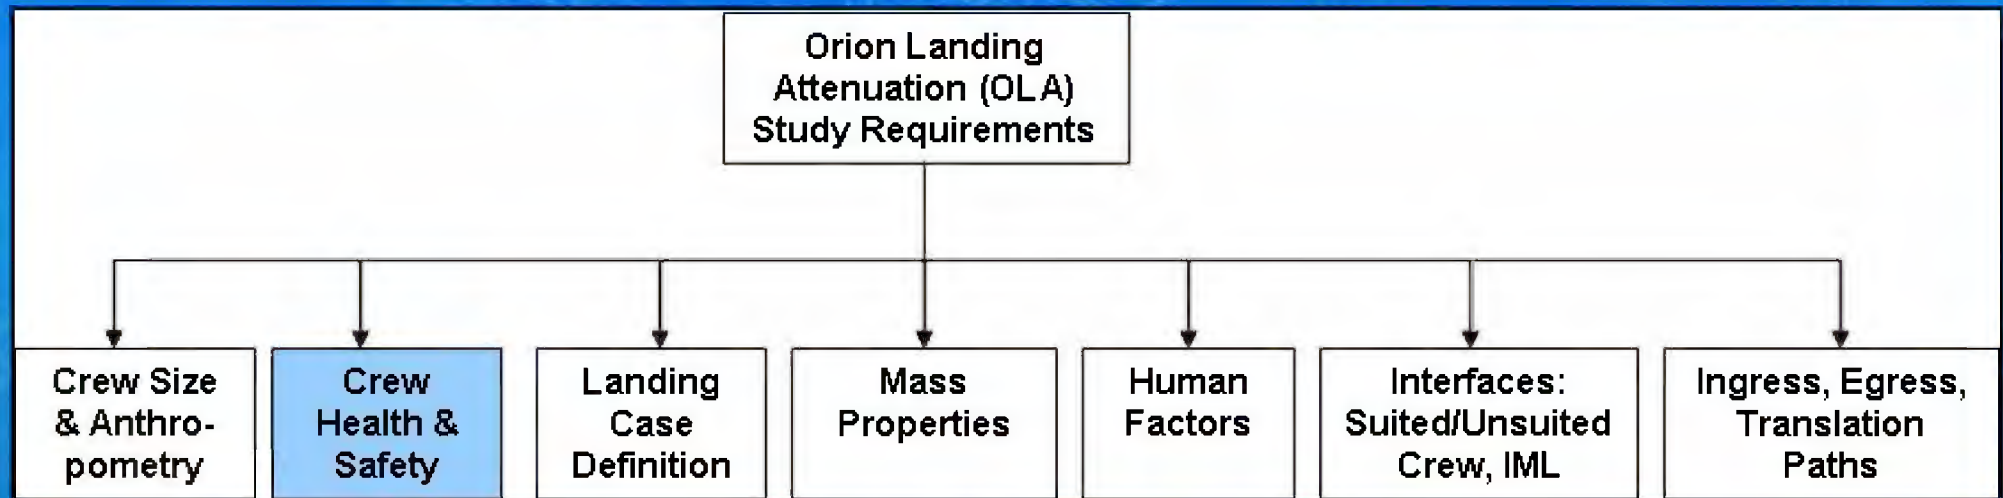 Orion Landing
Attenuation (OLA)
Study Requirements
Crew Size
& Anthro-
pometry
Crew
Health &
Safety
Landing
Case
Definition
Mass
Properties
Human
Factors
Interfaces:
Suited/Unsuited
Crew, IML
Ingress, Egress,
Translation
Paths